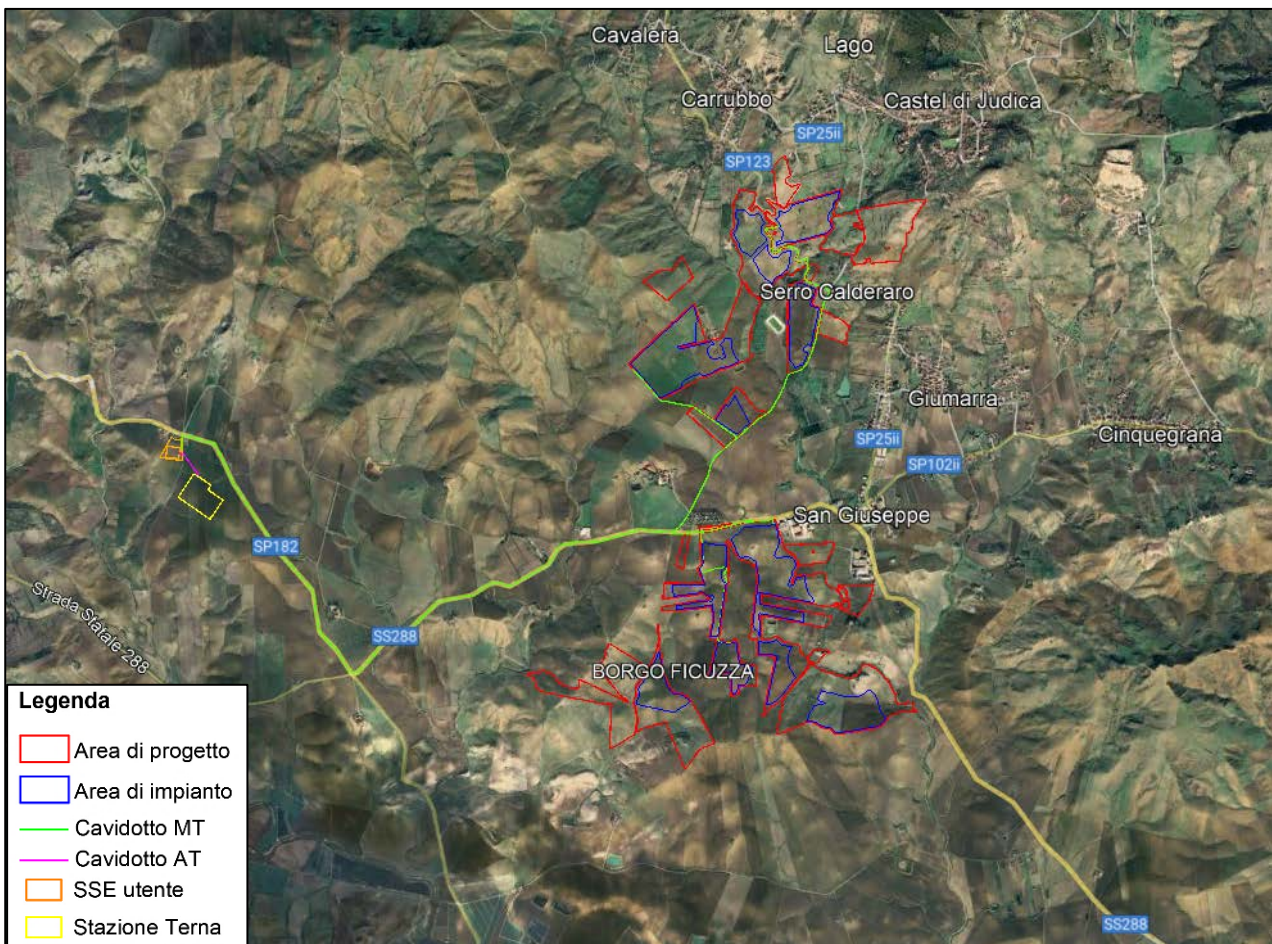 Cavalera
Lago
Carrubbo
Castel di Judica
SP25ii
SP123
Serro Calderaro
Giumarra
Cinquegrana
SP25ii
SP102ii
San Giuseppe
SP182
Strada Statale 288
SS288
BORGO FICUZZA
SS288
Legenda
Area di progetto
Area di impianto
Cavidotto MT
Cavidotto AT
SSE utente
Stazione Terna